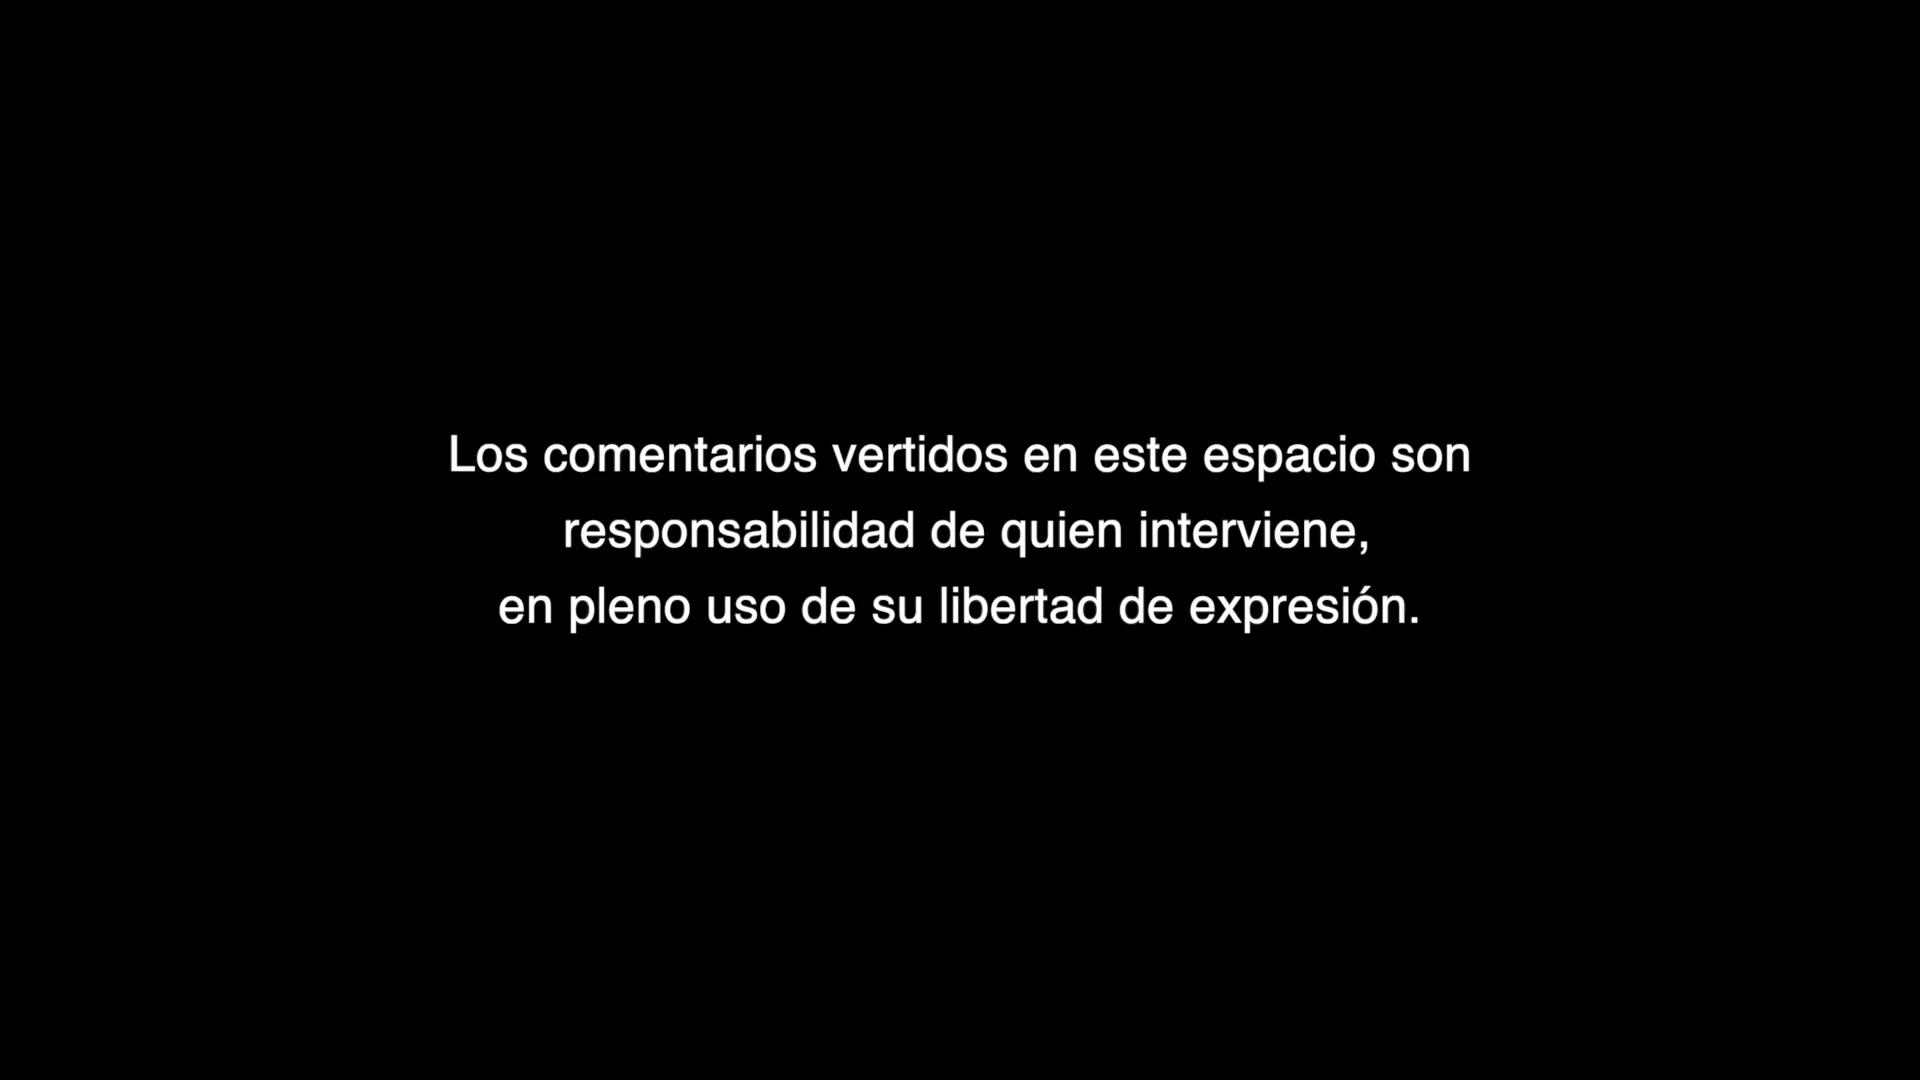 Los comentarios vertidos en este espacio son
responsabilidad de quien interviene,
en pleno uso de su libertad de expresión.